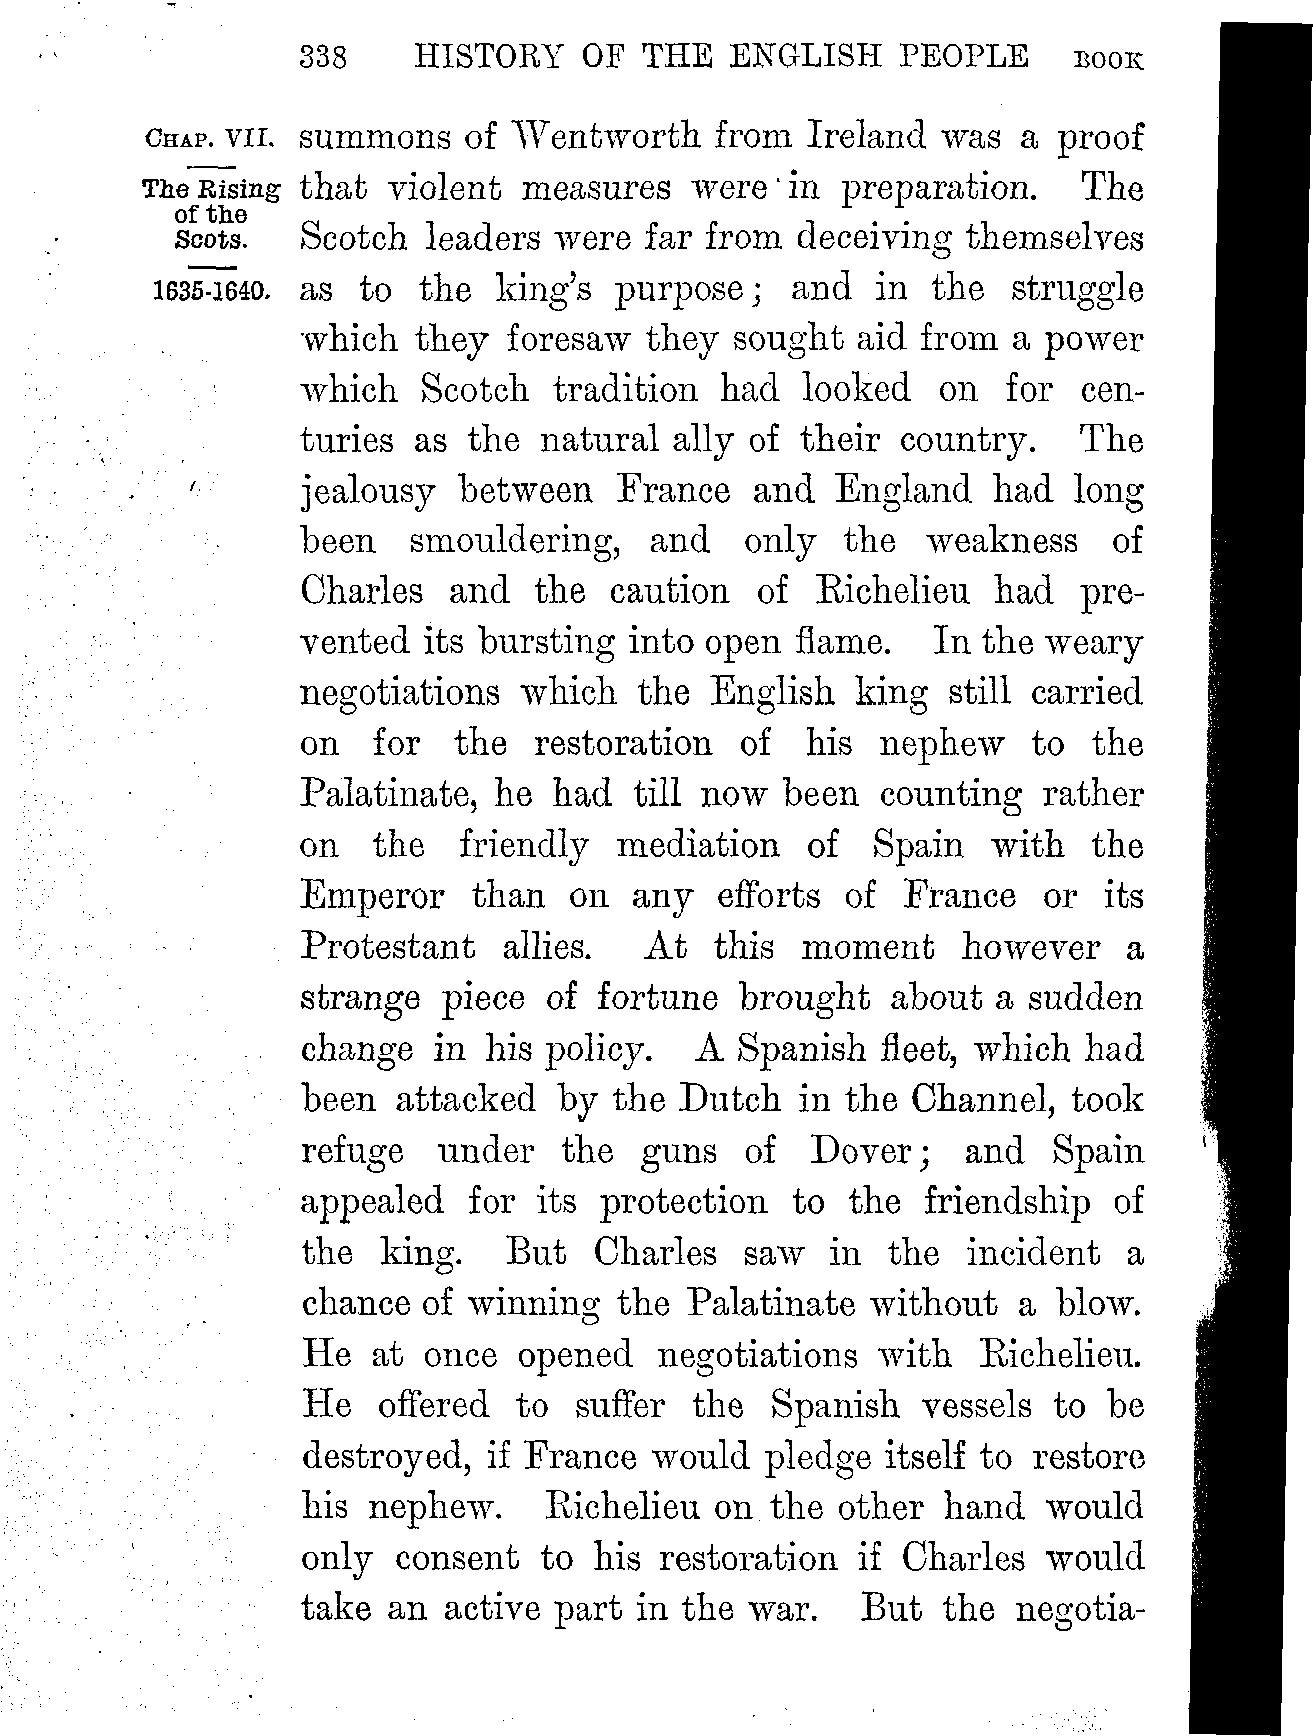 338 HISTORY OF THE ENGLISH PEOPLE BOOK
CHAP. VII.
The Rising
of the
Scots.
1635-1640.
summons of Wentworth from Ireland was a proof
that violent measures were in preparation. The
Scotch leaders were far from deceiving themselves
as to the king's purpose; and in the struggle
which they foresaw they sought aid from a power
which Scotch tradition had looked on for cen-
turies as the natural ally of their country. The
jealousy between France and England had long
been smouldering, and only the weakness of
Charles and the caution of Richelieu had pre-
vented its bursting into open flame. In the weary
negotiations which the English king still carried
on for the restoration of his nephew to the
Palatinate, he had till now been counting rather
on the friendly mediation of Spain with the
Emperor than on any efforts of France or its
Protestant allies. At this moment however a
strange piece of fortune brought about a sudden
change in his policy. A Spanish fleet, which had
been attacked by the Dutch in the Channel, took
refuge under the guns of Dover; and Spain
appealed for its protection to the friendship of
the king. But Charles saw in the incident a
chance of winning the Palatinate without a blow.
He at once opened negotiations with Richelieu.
He offered to suffer the Spanish vessels to be
destroyed, if France would pledge itself to restore
his nephew. Richelieu on the other hand would
only consent to his restoration if Charles would
take an active part in the war. But the negotia-